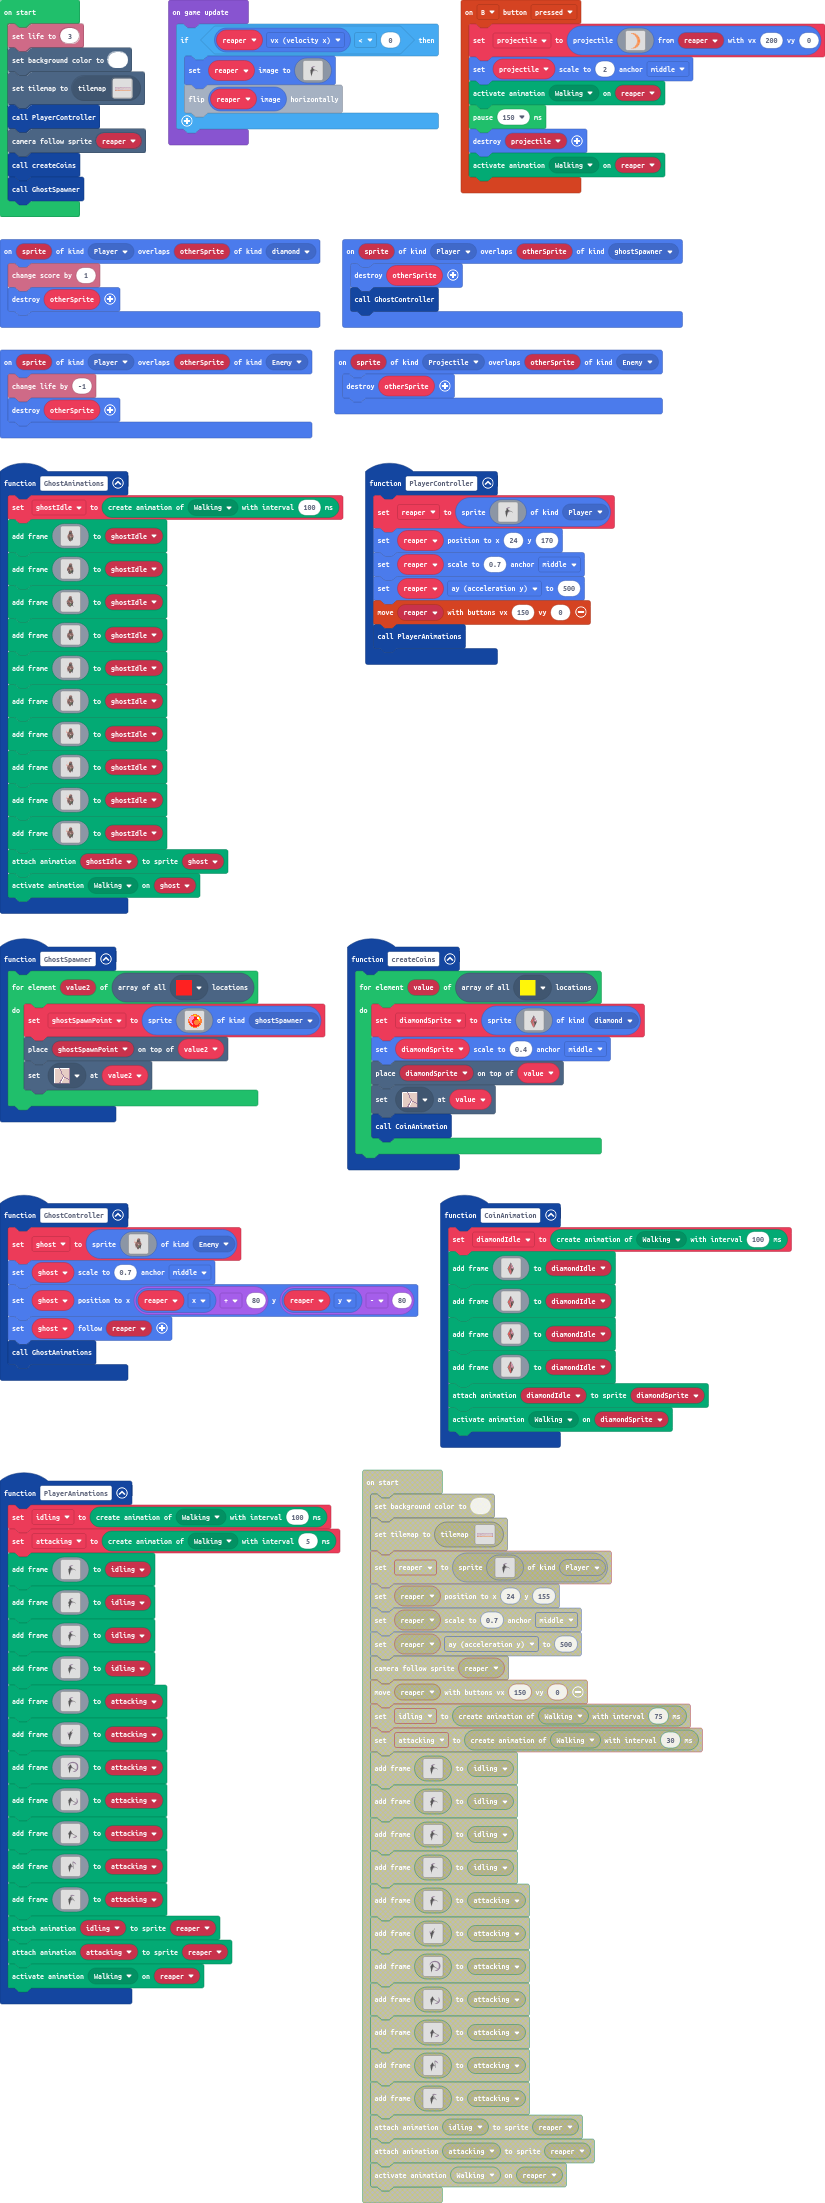 on start
set life to 3
set background color to
set tilemap to tilemap
call PlayerController
camera follow sprite reaper
call createCoins
call GhostSpawner
on game update
if reaper vx (velocity x) < 0 then
set reaper image to
flip reaper image horizontally
on B button pressed
set projectile to projectile from reaper with vx 200 vy 0
set projectile scale to 2 anchor middle
activate animation Walking on reaper
pause 150 ms
destroy projectile
activate animation Walking on reaper
on sprite of kind Player overlaps otherSprite of kind diamond
change score by 1
destroy otherSprite
on sprite of kind Player overlaps otherSprite of kind ghostSpawner
destroy otherSprite
call GhostController
on sprite of kind Player overlaps otherSprite of kind Enemy
change life by -1
destroy otherSprite
on sprite of kind Projectile overlaps otherSprite of kind Enemy
destroy otherSprite
function GhostAnimations
set ghostIdle to create animation of Walking with interval 100 ms
add frame to ghostIdle
add frame to ghostIdle
add frame to ghostIdle
add frame to ghostIdle
add frame to ghostIdle
add frame to ghostIdle
add frame to ghostIdle
add frame to ghostIdle
add frame to ghostIdle
add frame to ghostIdle
attach animation ghostIdle to sprite ghost
activate animation Walking on ghost
function PlayerController
set reaper to sprite of kind Player
set reaper position to x 24 y 170
set reaper scale to 0.7 anchor middle
set reaper ay (acceleration y) to 500
move reaper with buttons vx 150 vy 0
call PlayerAnimations
function GhostSpawner
for element value2 of array of all locations
do
set ghostSpawnPoint to sprite of kind ghostSpawner
place ghostSpawnPoint on top of value2
set at value2
function createCoins
for element value of array of all locations
do
set diamondSprite to sprite of kind diamond
set diamondSprite scale to 0.4 anchor middle
place diamondSprite on top of value
set at value
call CoinAnimation
function GhostController
set ghost to sprite of kind Enemy
set ghost scale to 0.7 anchor middle
set ghost position to x reaper x + 80 y reaper y - 80
set ghost follow reaper
call GhostAnimations
function CoinAnimation
set diamondIdle to create animation of Walking with interval 100 ms
add frame to diamondIdle
add frame to diamondIdle
add frame to diamondIdle
add frame to diamondIdle
attach animation diamondIdle to sprite diamondSprite
activate animation Walking on diamondSprite
function PlayerAnimations
set idling to create animation of Walking with interval 100 ms
set attacking to create animation of Walking with interval 5 ms
add frame to idling
add frame to idling
add frame to idling
add frame to idling
add frame to attacking
add frame to attacking
add frame to attacking
add frame to attacking
add frame to attacking
add frame to attacking
add frame to attacking
attach animation idling to sprite reaper
attach animation attacking to sprite reaper
activate animation Walking on reaper
on start
set background color to
set tilemap to tilemap
set reaper to sprite of kind Player
set reaper position to x 24 y 155
set reaper scale to 0.7 anchor middle
set reaper ay (acceleration y) to 500
camera follow sprite reaper
move reaper with buttons vx 150 vy 0
set idling to create animation of Walking with interval 75 ms
set attacking to create animation of Walking with interval 30 ms
add frame to idling
add frame to idling
add frame to idling
add frame to idling
add frame to attacking
add frame to attacking
add frame to attacking
add frame to attacking
add frame to attacking
add frame to attacking
add frame to attacking
attach animation idling to sprite reaper
attach animation attacking to sprite reaper
activate animation Walking on reaper